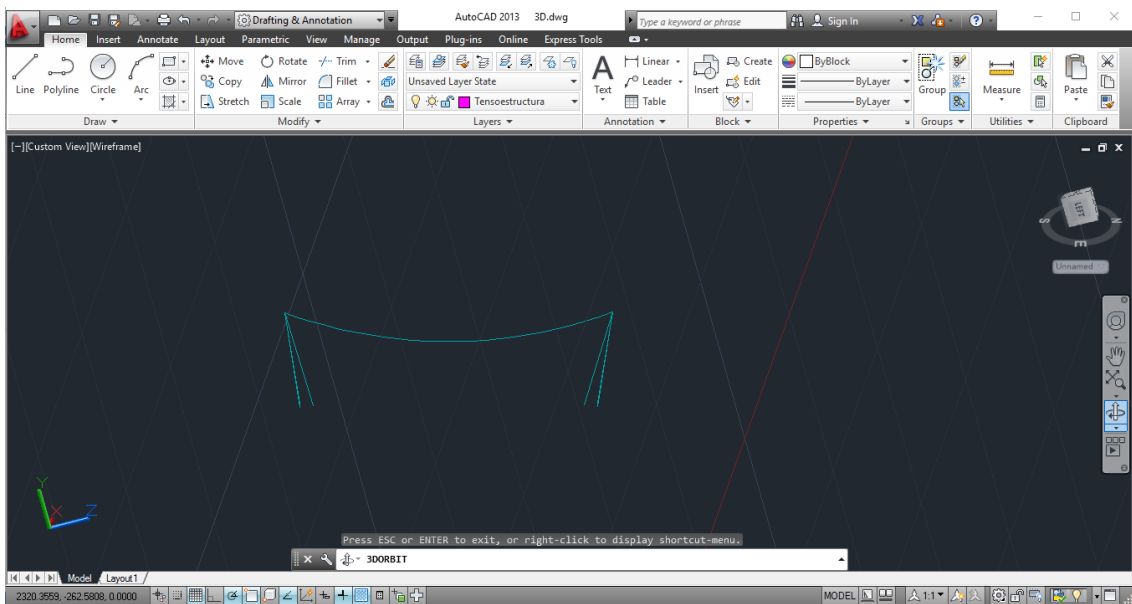 Drafting & Annotation AutoCAD 2013 3D.dwg Type a keyword or phrase Sign In
Home Insert Annotate Layout Parametric View Manage Output Plug-ins Online Express Tools
Move Rotate Trim Linear Create ByBlock
Line Polyline Circle Arc Copy Mirror Fillet Unsaved Layer State Text Leader Insert Edit ByLayer Group Measure Paste
Stretch Scale Array Tensoestructura Table ByLayer
Draw Modify Layers Annotation Block Properties Groups Utilities Clipboard
[−][Custom View][Wireframe]
LEFT
S N
E
Unnamed
Y
X Z
Press ESC or ENTER to exit, or right-click to display shortcut-menu.
3DORBIT
Model Layout1
2320.3559, -262.5808, 0.0000 MODEL 1:1